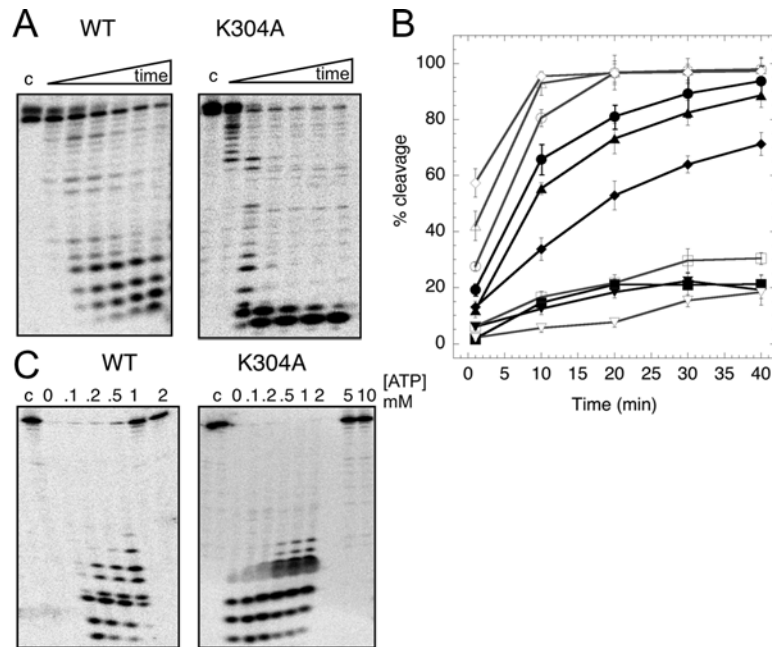 A
WT
K304A
c
time
c
time
B
100
80
60
40
20
0
% cleavage
0
5
10
15
20
25
30
35
40
Time (min)
C
WT
K304A
c 0 .1 .2 .5 1 2
c 0 .1 .2 .5 1 2 5 10
[ATP]
mM